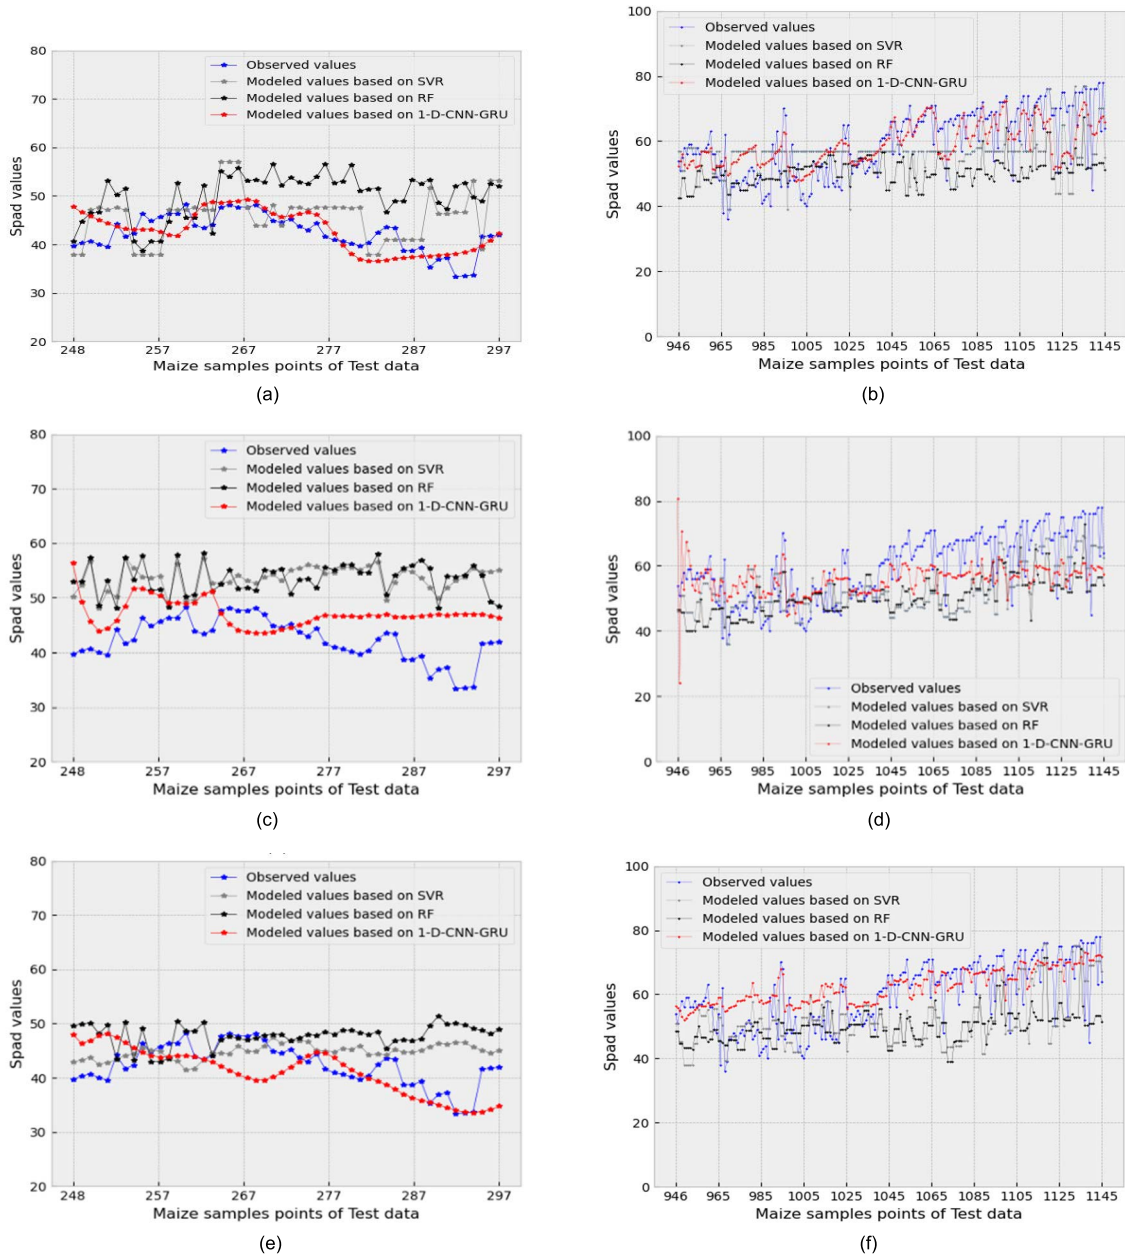 80
70
60
50
40
30
20
Spad values
Observed values
Modeled values based on SVR
Modeled values based on RF
Modeled values based on 1-D-CNN-GRU
248 257 267 277 287 297
Maize samples points of Test data
(a)
100
80
60
40
20
0
Spad values
Observed values
Modeled values based on SVR
Modeled values based on RF
Modeled values based on 1-D-CNN-GRU
946 965 985 1005 1025 1045 1065 1085 1105 1125 1145
Maize samples points of Test data
(b)
80
70
60
50
40
30
20
Spad values
Observed values
Modeled values based on SVR
Modeled values based on RF
Modeled values based on 1-D-CNN-GRU
248 257 267 277 287 297
Maize samples points of Test data
(c)
100
80
60
40
20
0
Spad values
Observed values
Modeled values based on SVR
Modeled values based on RF
Modeled values based on 1-D-CNN-GRU
946 965 985 1005 1025 1045 1065 1085 1105 1125 1145
Maize samples points of Test data
(d)
80
70
60
50
40
30
20
Spad values
Observed values
Modeled values based on SVR
Modeled values based on RF
Modeled values based on 1-D-CNN-GRU
248 257 267 277 287 297
Maize samples points of Test data
(e)
100
80
60
40
20
0
Spad values
Observed values
Modeled values based on SVR
Modeled values based on RF
Modeled values based on 1-D-CNN-GRU
946 965 985 1005 1025 1045 1065 1085 1105 1125 1145
Maize samples points of Test data
(f)